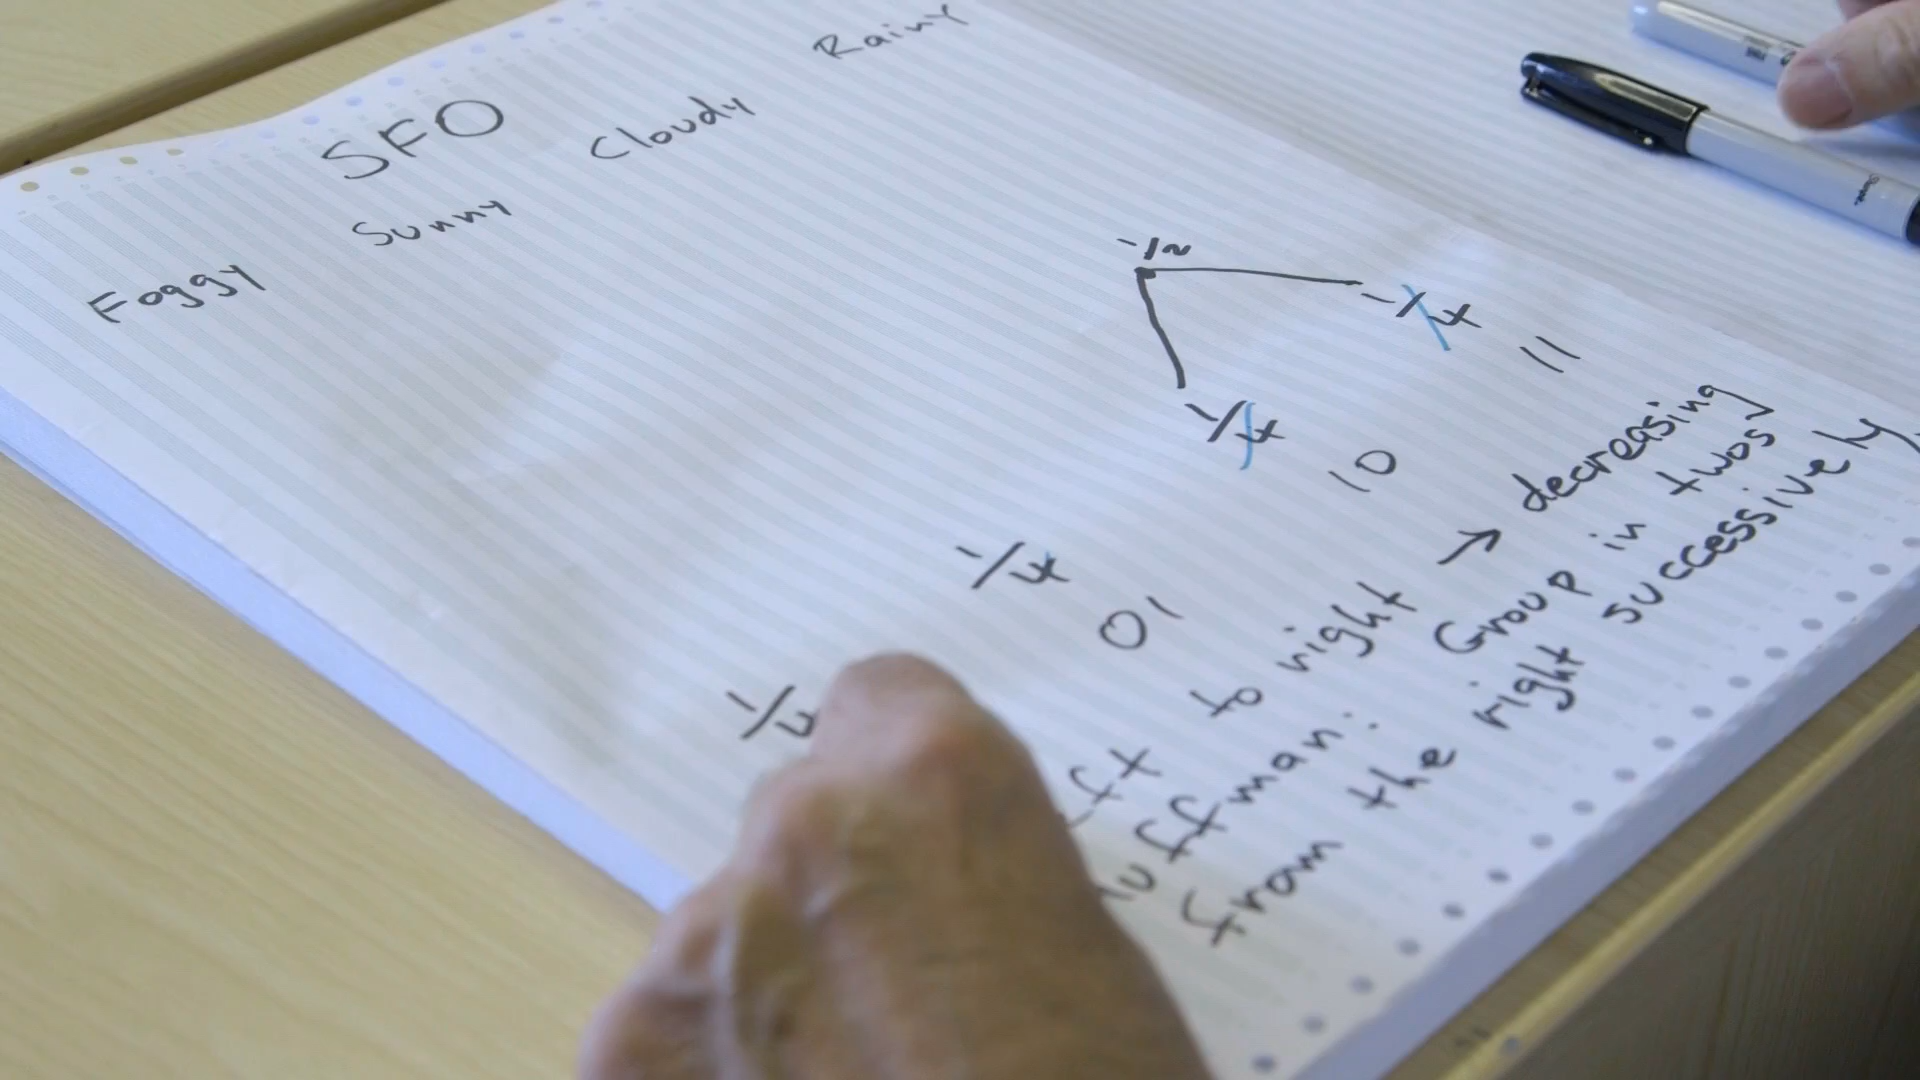 SFO
Foggy Sunny Cloudy Rainy
1/2
1/4 1/4 1/4 1/4
01 10 11
to right → decreasing
Group in twos
from the right successively